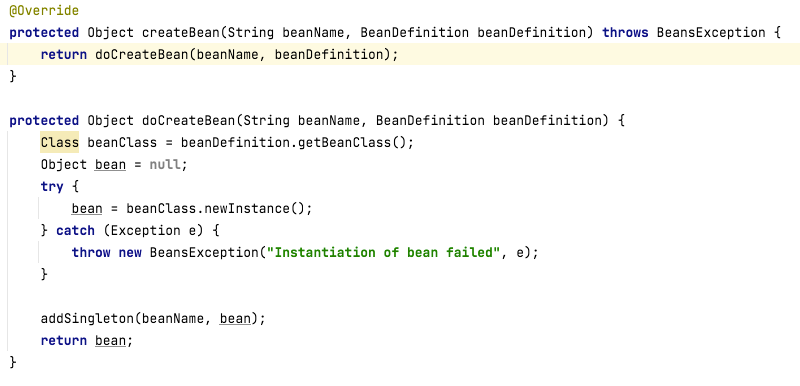 @Override
protected Object createBean(String beanName, BeanDefinition beanDefinition) throws BeansException {
    return doCreateBean(beanName, beanDefinition);
}

protected Object doCreateBean(String beanName, BeanDefinition beanDefinition) {
    Class beanClass = beanDefinition.getBeanClass();
    Object bean = null;
    try {
        bean = beanClass.newInstance();
    } catch (Exception e) {
        throw new BeansException("Instantiation of bean failed", e);
    }

    addSingleton(beanName, bean);
    return bean;
}